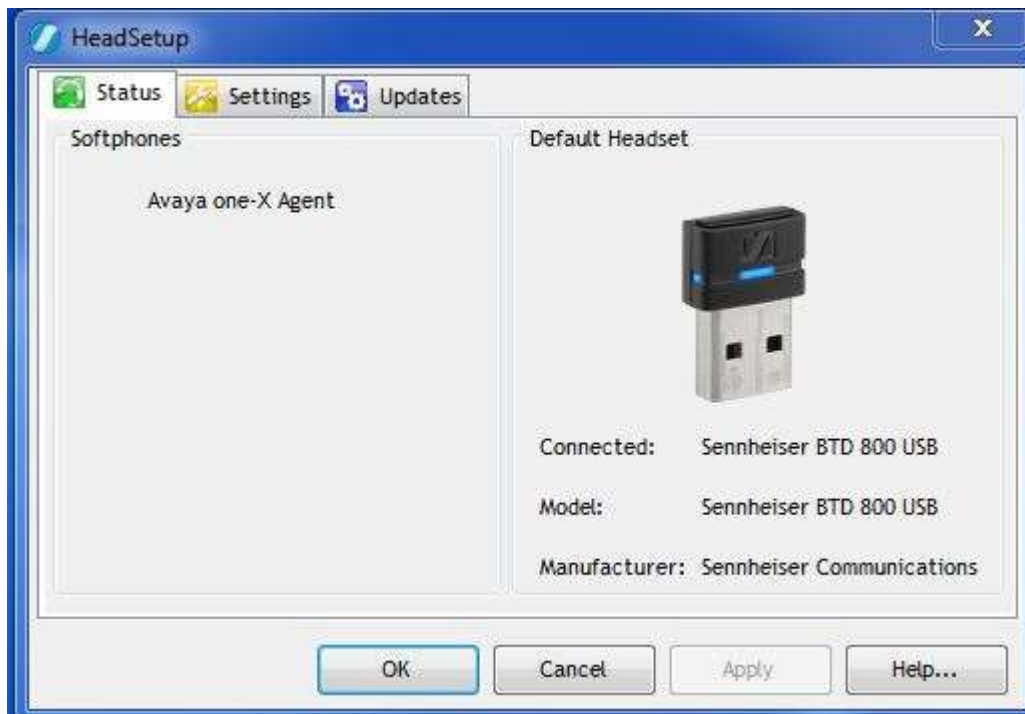 HeadSetup
Status Settings Updates
Softphones
Avaya one-X Agent
Default Headset
Connected: Sennheiser BTD 800 USB
Model: Sennheiser BTD 800 USB
Manufacturer: Sennheiser Communications
OK Cancel Apply Help...